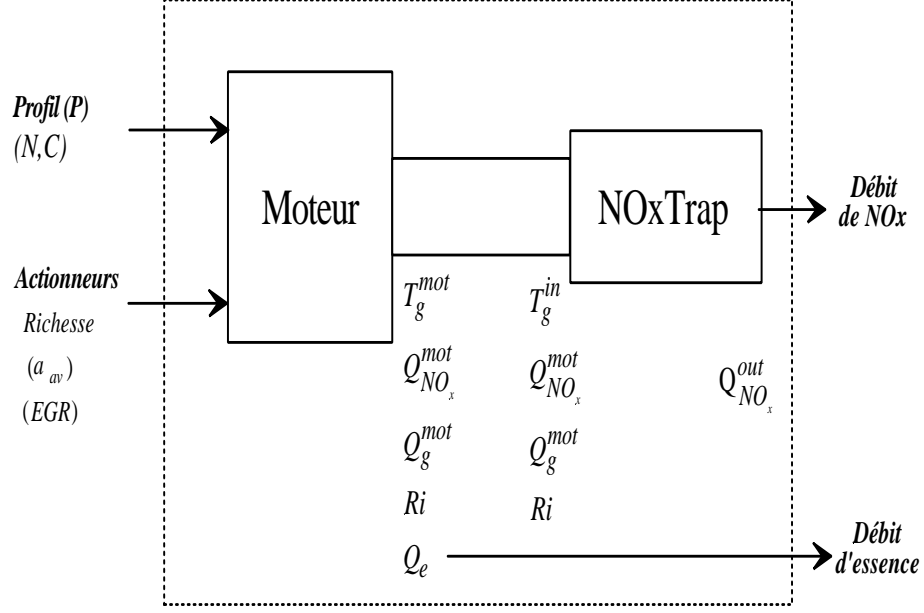 Profil (P)
(N,C)
Moteur
NOxTrap
Débit
de NOx
Actionneurs
Richesse
(a_av)
(EGR)
T_g^mot
T_g^in
Q_NOx^mot
Q_NOx^mot
Q_NOx^out
Q_g^mot
Q_g^mot
Ri
Ri
Q_e
Débit
d'essence